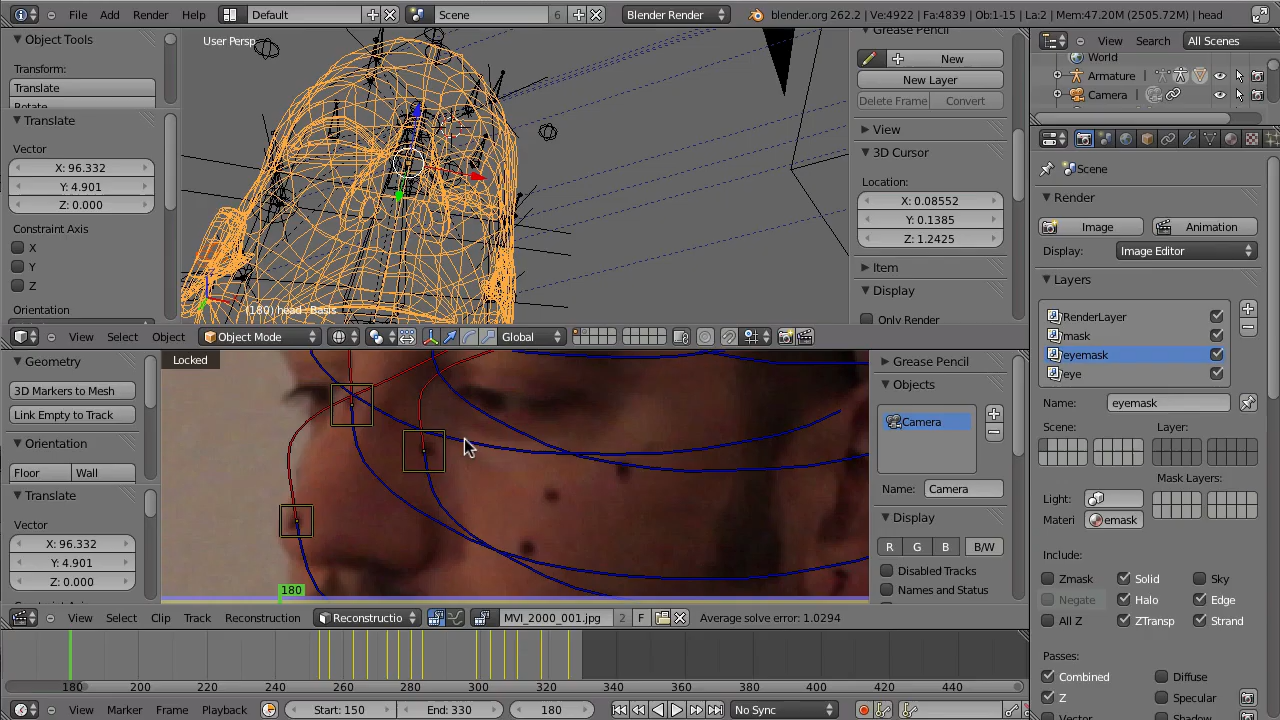 File Add Render Help Default Scene 6 Blender Render blender.org 262.2 | Ve:4922 | Fa:4839 | Ob:1-15 | La:2 | Mem:47.20M (2505.72M) | head
Object Tools
Transform:
Translate
Translate
Vector
X: 96.332
Y: 4.901
Z: 0.000
Constraint Axis
X
Y
Z
Orientation
User Persp
(180) head : Basis
Grease Pencil
New
New Layer
Delete Frame Convert
View
3D Cursor
Location:
X: 0.08552
Y: 0.1385
Z: 1.2425
Item
Display
Only Render
View Select Object Object Mode Global
Geometry
3D Markers to Mesh
Link Empty to Track
Orientation
Floor Wall
Translate
Vector
X: 96.332
Y: 4.901
Locked
180
Grease Pencil
Objects
Camera
Name: Camera
Display
R G B B/W
Disabled Tracks
Names and Status
View Select Clip Track Reconstruction Reconstructio MVI_2000_001.jpg 2 F Average solve error: 1.0294
180 200 220 240 260 280 300 320 340 360 380 400 420 440
View Marker Frame Playback Start: 150 End: 330 180 No Sync
View Search All Scenes
World
Armature
Camera
Scene
Render
Image Animation
Display: Image Editor
Layers
RenderLayer
mask
eyemask
eye
Name: eyemask
Scene: Layer:
Mask Layers:
Light:
Materi emask
Include:
Zmask Solid Sky
Negate Halo Edge
All Z ZTransp Strand
Passes:
Combined Diffuse
Z Specular
Vector Shadow